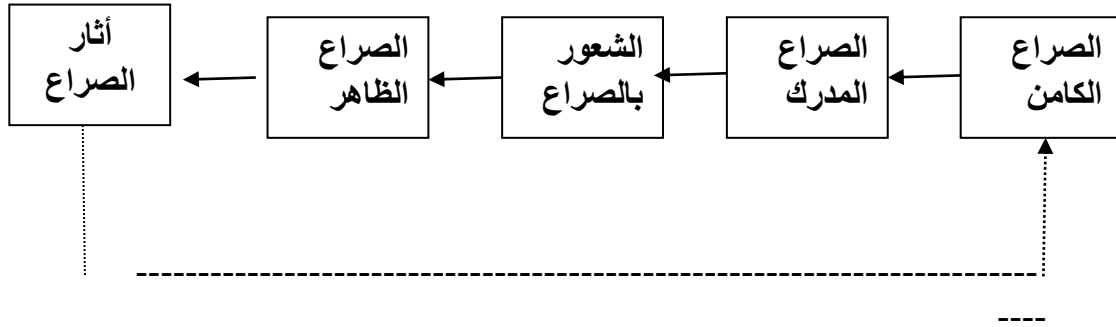 الصراع
الكامن
الصراع
المدرك
الشعور
بالصراع
الصراع
الظاهر
أثار
الصراع